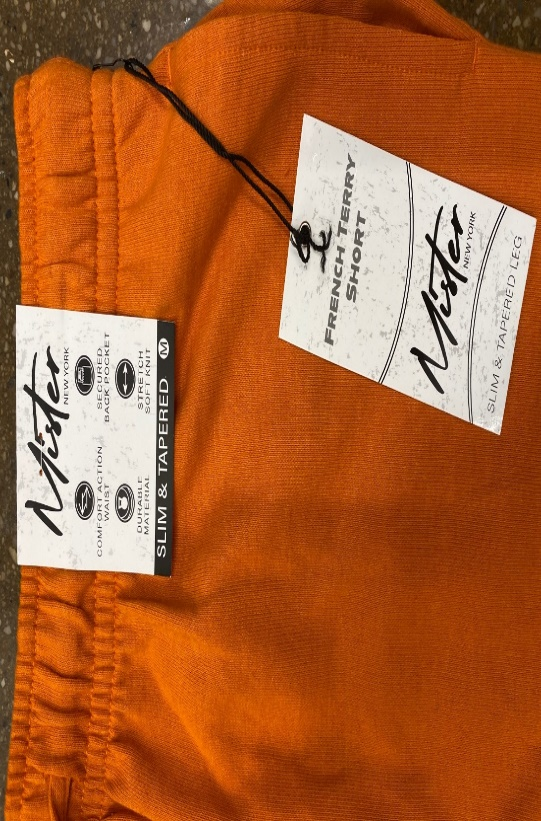 Mister
NEW YORK
COMFORT ACTION
WAIST
SECURED
BACK POCKET
DURABLE
MATERIAL
STRETCH
SOFT KNIT
SLIM & TAPERED M
FRENCH TERRY
SHORT
Mister
NEW YORK
SLIM & TAPERED LEG